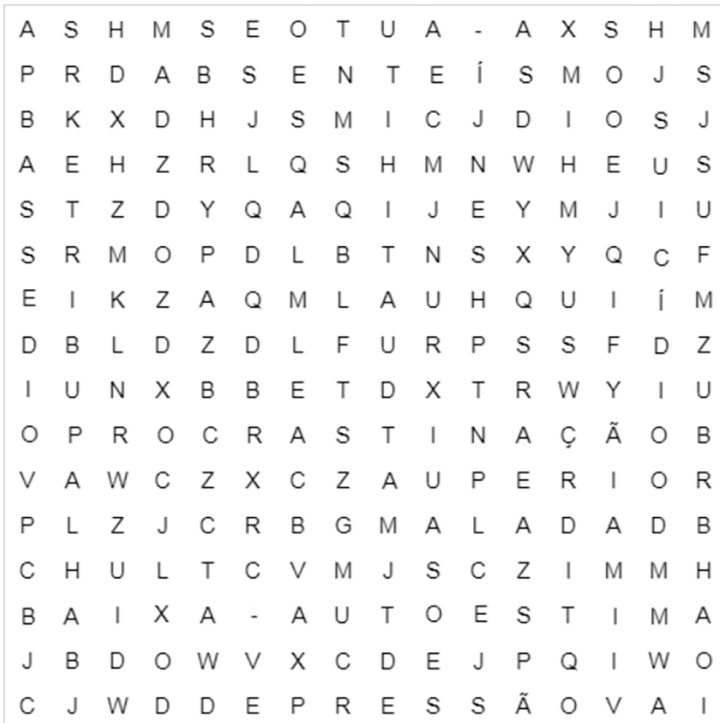 A S H M S E O T U A - A X S H M
P R D A B S E N T E Í S M O J S
B K X D H J S M I C J D I O S J
A E H Z R L Q S H M N W H E U S
S T Z D Y Q A Q I J E Y M J I U
S R M O P D L B T N S X Y Q C F
E I K Z A Q M L A U H Q U I Í M
D B L D Z D L F U R P S S F D Z
I U N X B B E T D X T R W Y I U
O P R O C R A S T I N A Ç Ã O B
V A W C Z X C Z A U P E R I O R
P L Z J C R B G M A L A D A D B
C H U L T C V M J S C Z I M M H
B A I X A - A U T O E S T I M A
J B D O W V X C D E J P Q I W O
C J W D D E P R E S S Ã O V A I